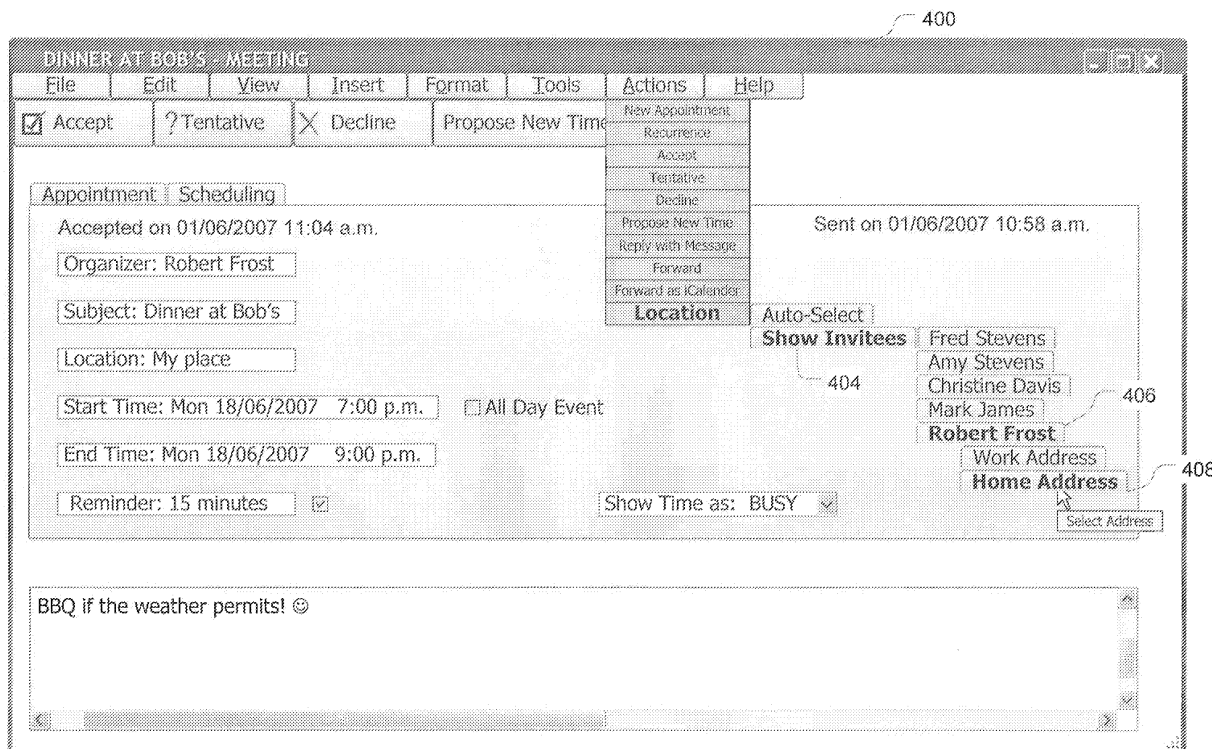 400
DINNER AT BOB'S - MEETING
File Edit View Insert Format Tools Actions Help
Accept ? Tentative Decline Propose New Time
New Appointment
Recurrence
Accept
Tentative
Decline
Propose New Time
Reply with Message
Forward
Forward as iCalender
Location
Appointment Scheduling
Accepted on 01/06/2007 11:04 a.m.
Sent on 01/06/2007 10:58 a.m.
Organizer: Robert Frost
Subject: Dinner at Bob's
Auto-Select
Show Invitees
Fred Stevens
Location: My place
Amy Stevens
404
Christine Davis
406
Start Time: Mon 18/06/2007 7:00 p.m.
All Day Event
Mark James
Robert Frost
End Time: Mon 18/06/2007 9:00 p.m.
Work Address
Home Address
408
Reminder: 15 minutes
Show Time as: BUSY
Select Address
BBQ if the weather permits! ☺